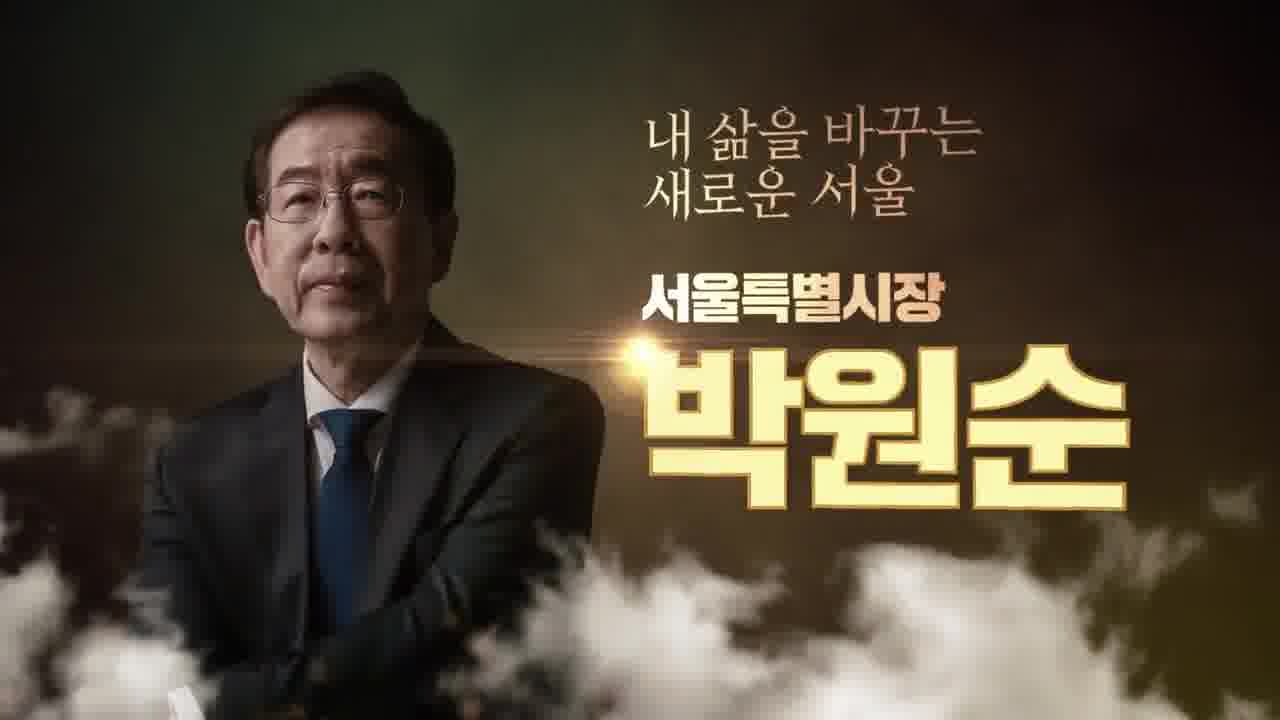 내 삶을 바꾸는
새로운 서울
서울특별시장
박원순